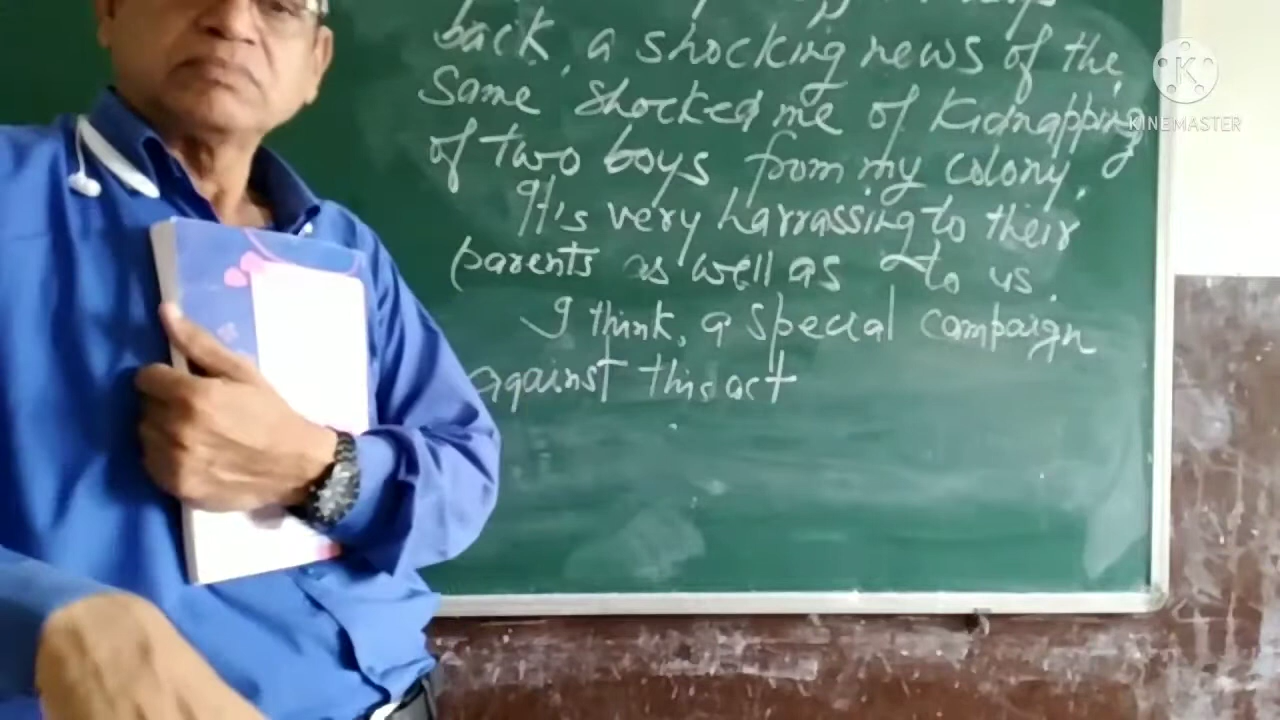 back, a shocking news of the
same shocked me of Kidnapping
of two boys from my colony.
It's very harrassing to their
parents as well as to us.
I think, a special campaign
against this act
K
KINEMASTER